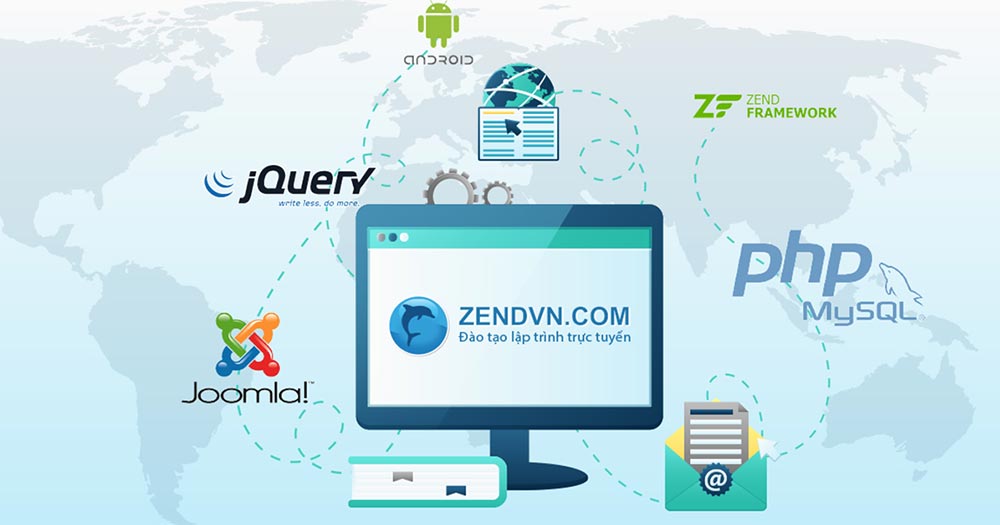 ANDROID
ZEND
FRAMEWORK
jQuery
write less, do more.
php
MySQL
ZENDVN.COM
Đào tạo lập trình trực tuyến
Joomla!™
@